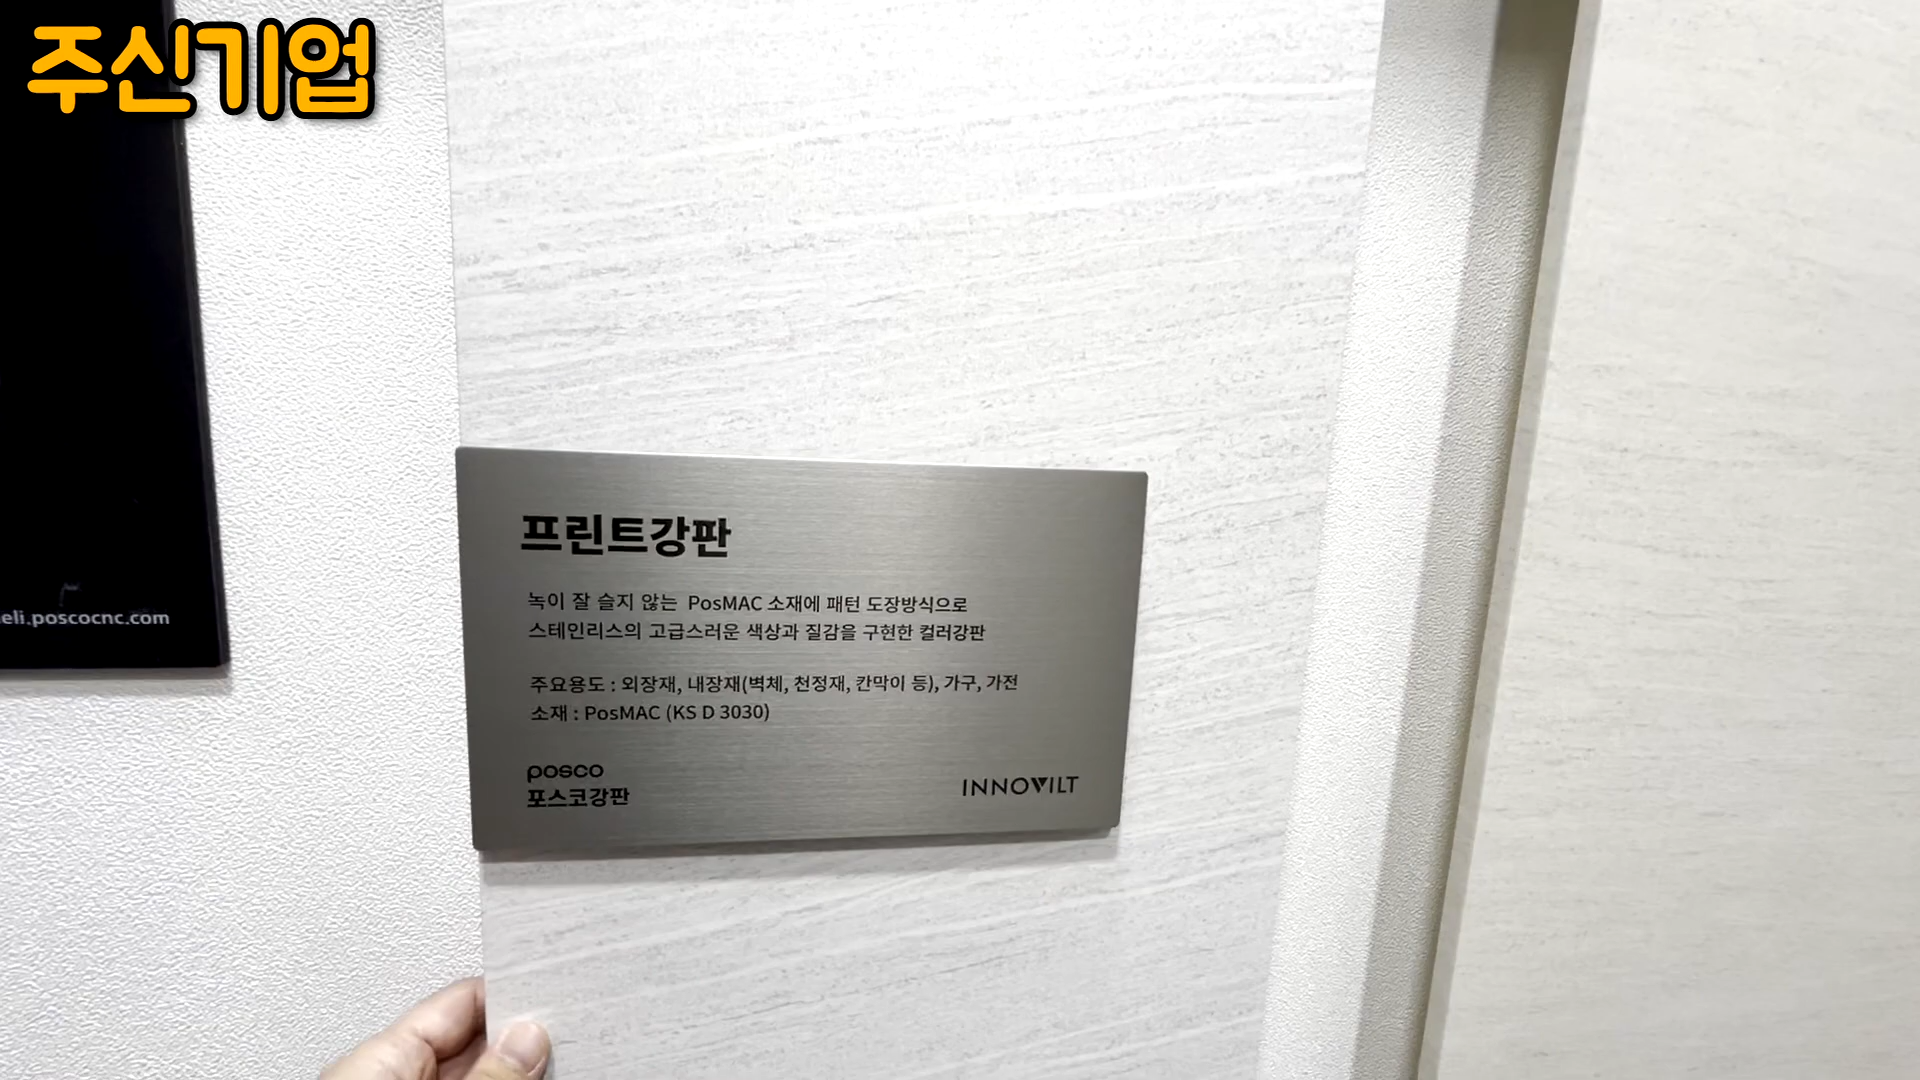 주신기업
eli.poscocnc.com
프린트강판
녹이 잘 슬지 않는 PosMAC 소재에 패턴 도장방식으로
스테인리스의 고급스러운 색상과 질감을 구현한 컬러강판
주요용도 : 외장재, 내장재(벽체, 천정재, 칸막이 등), 가구, 가전
소재 : PosMAC (KS D 3030)
posco
포스코강판
INNOVILT